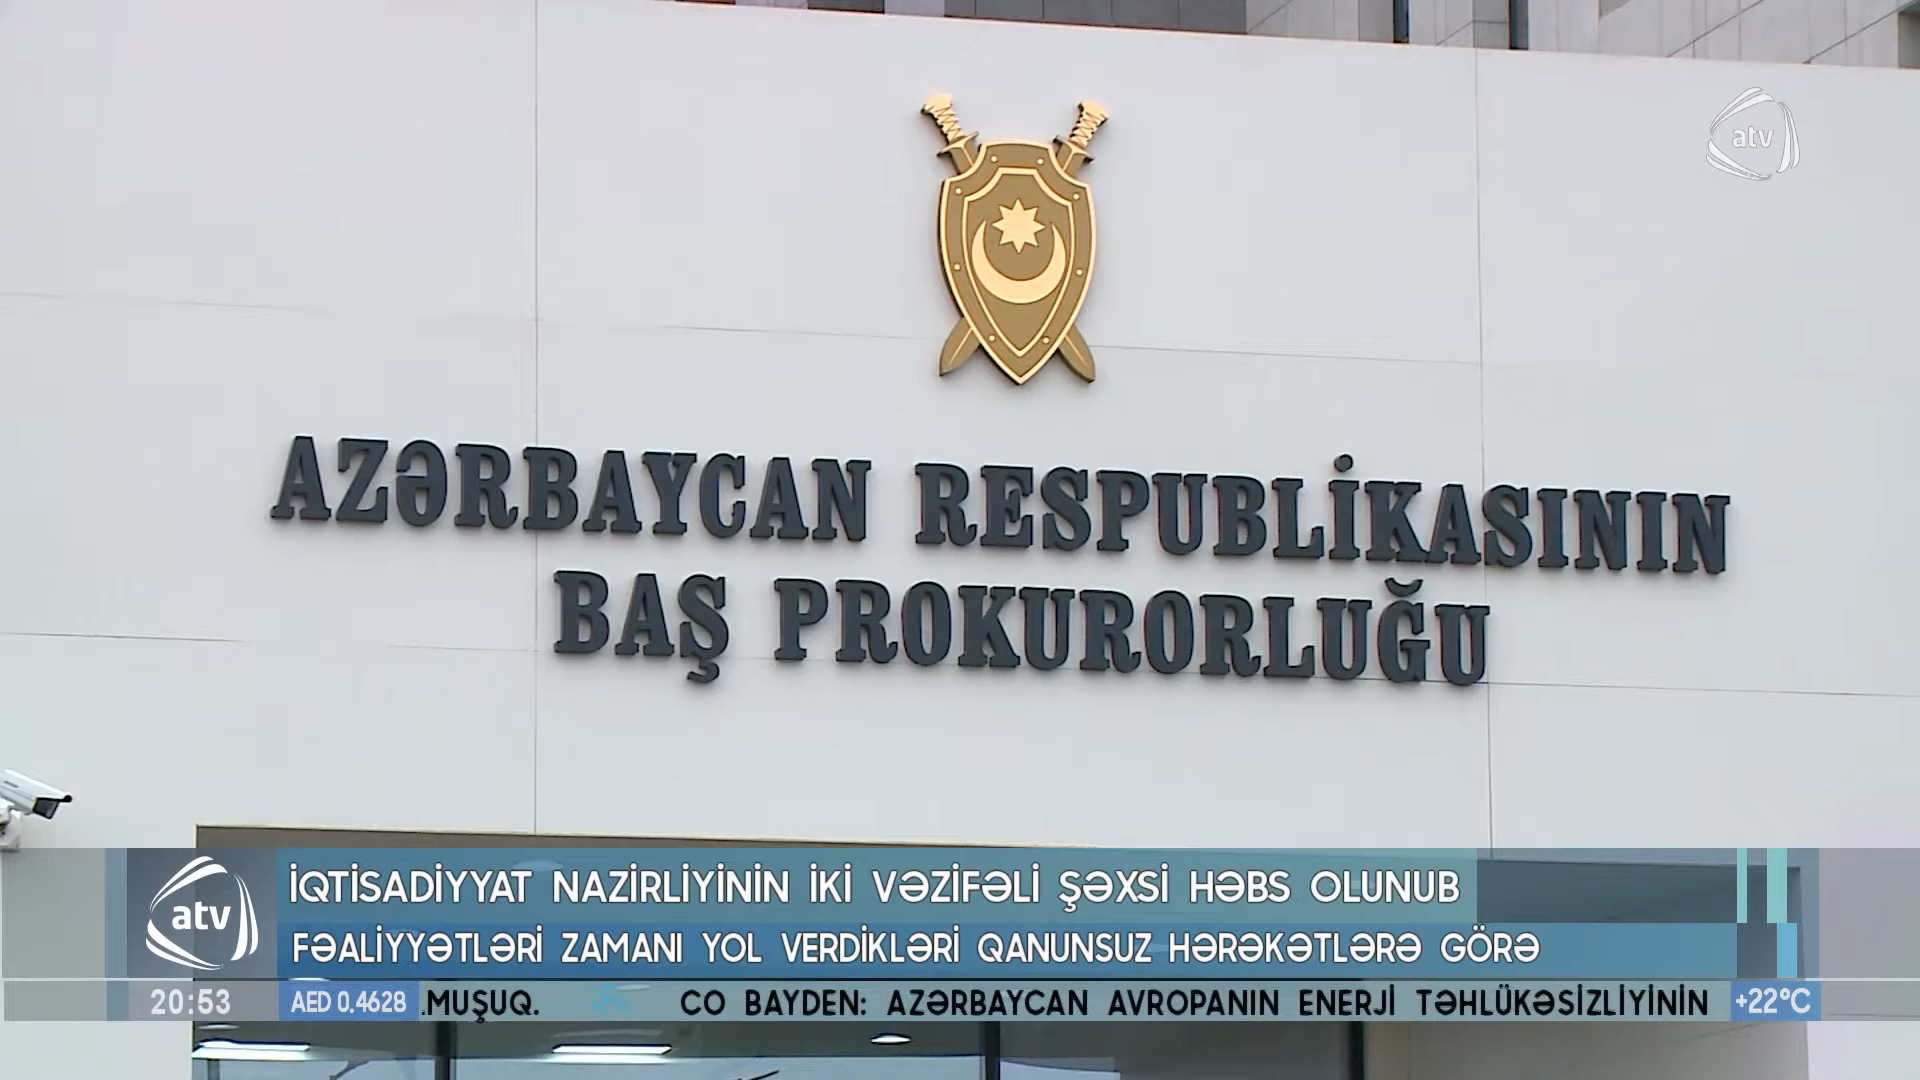 atv
AZƏRBAYCAN RESPUBLİKASININ
BAŞ PROKURORLUĞU
atv
İQTİSADİYYAT NAZİRLİYİNİN İKİ VƏZİFƏLİ ŞƏXSİ HƏBS OLUNUB
FƏALİYYƏTLƏRİ ZAMANI YOL VERDİKLƏRİ QANUNSUZ HƏRƏKƏTLƏRƏ GÖRƏ
20:53 AED 0.4628 .MUŞUQ. CO BAYDEN: AZƏRBAYCAN AVROPANIN ENERJİ TƏHLÜKƏSİZLİYİNİN +22°C